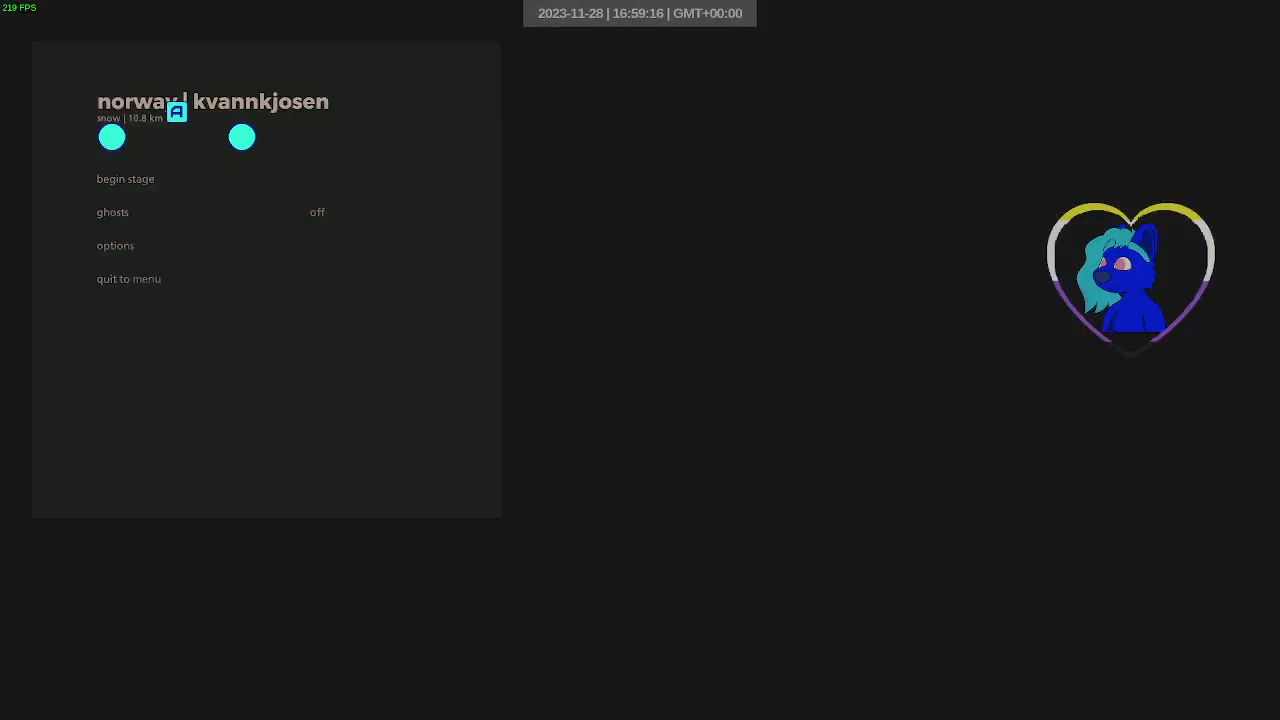 219 FPS
2023-11-28 | 16:59:16 | GMT+00:00
norway | kvannkjosen
snow | 10.8 km
A
begin stage
ghosts off
options
quit to menu